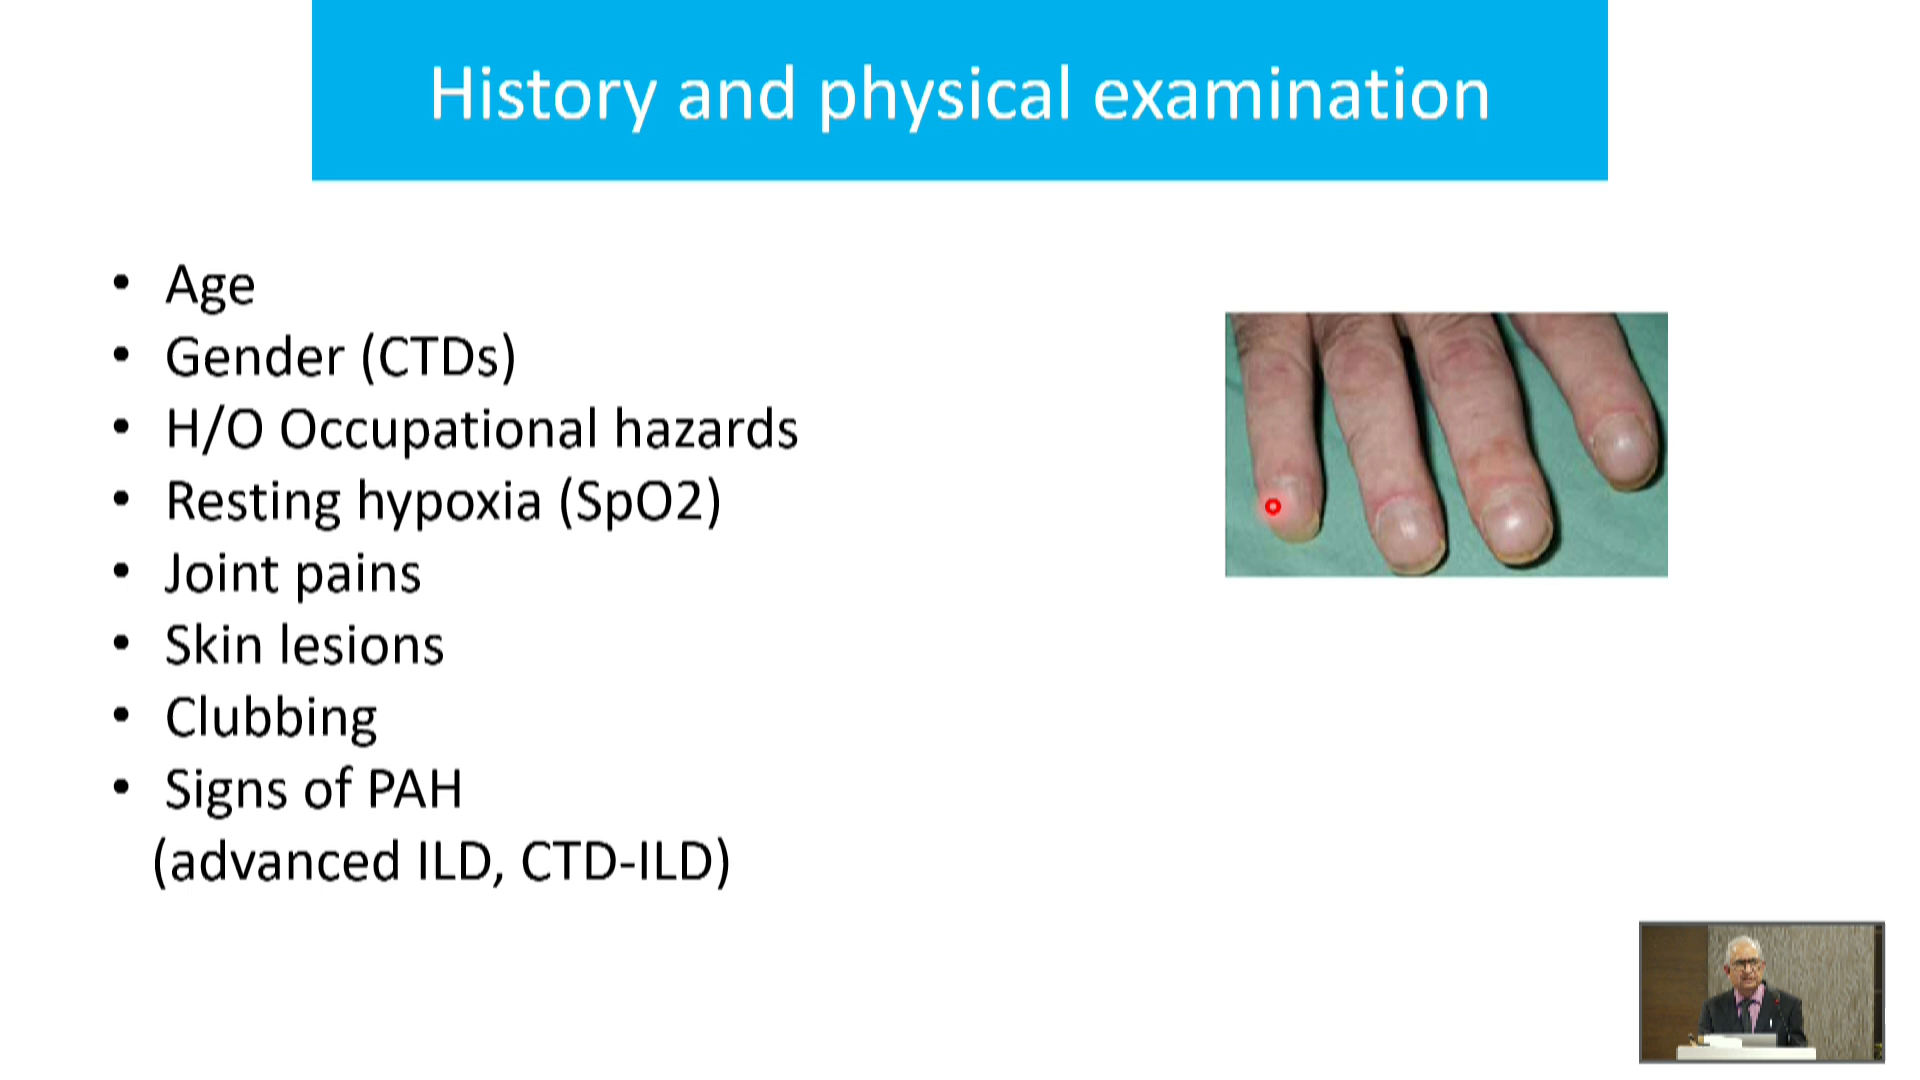 History and physical examination
• Age
• Gender (CTDs)
• H/O Occupational hazards
• Resting hypoxia (SpO2)
• Joint pains
• Skin lesions
• Clubbing
• Signs of PAH
(advanced ILD, CTD-ILD)